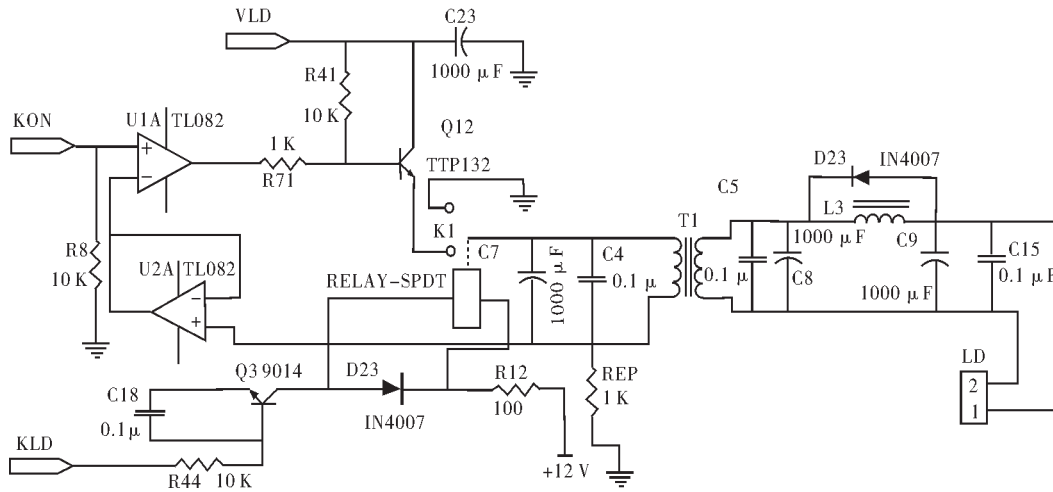 VLD
C23
1000 μF
R41
10 K
KON
U1A
TL082
1 K
R71
Q12
TTP132
K1
R8
10 K
U2A
TL082
RELAY-SPDT
C7
1000 μF
C4
0.1 μ
T1
C5
0.1 μ
D23
IN4007
L3
1000 μF
C8
C9
1000 μF
C15
0.1 μF
LD
2
1
Q3 9014
D23
IN4007
R12
100
+12 V
REP
1 K
C18
0.1 μ
KLD
R44
10 K
+
−
−
+